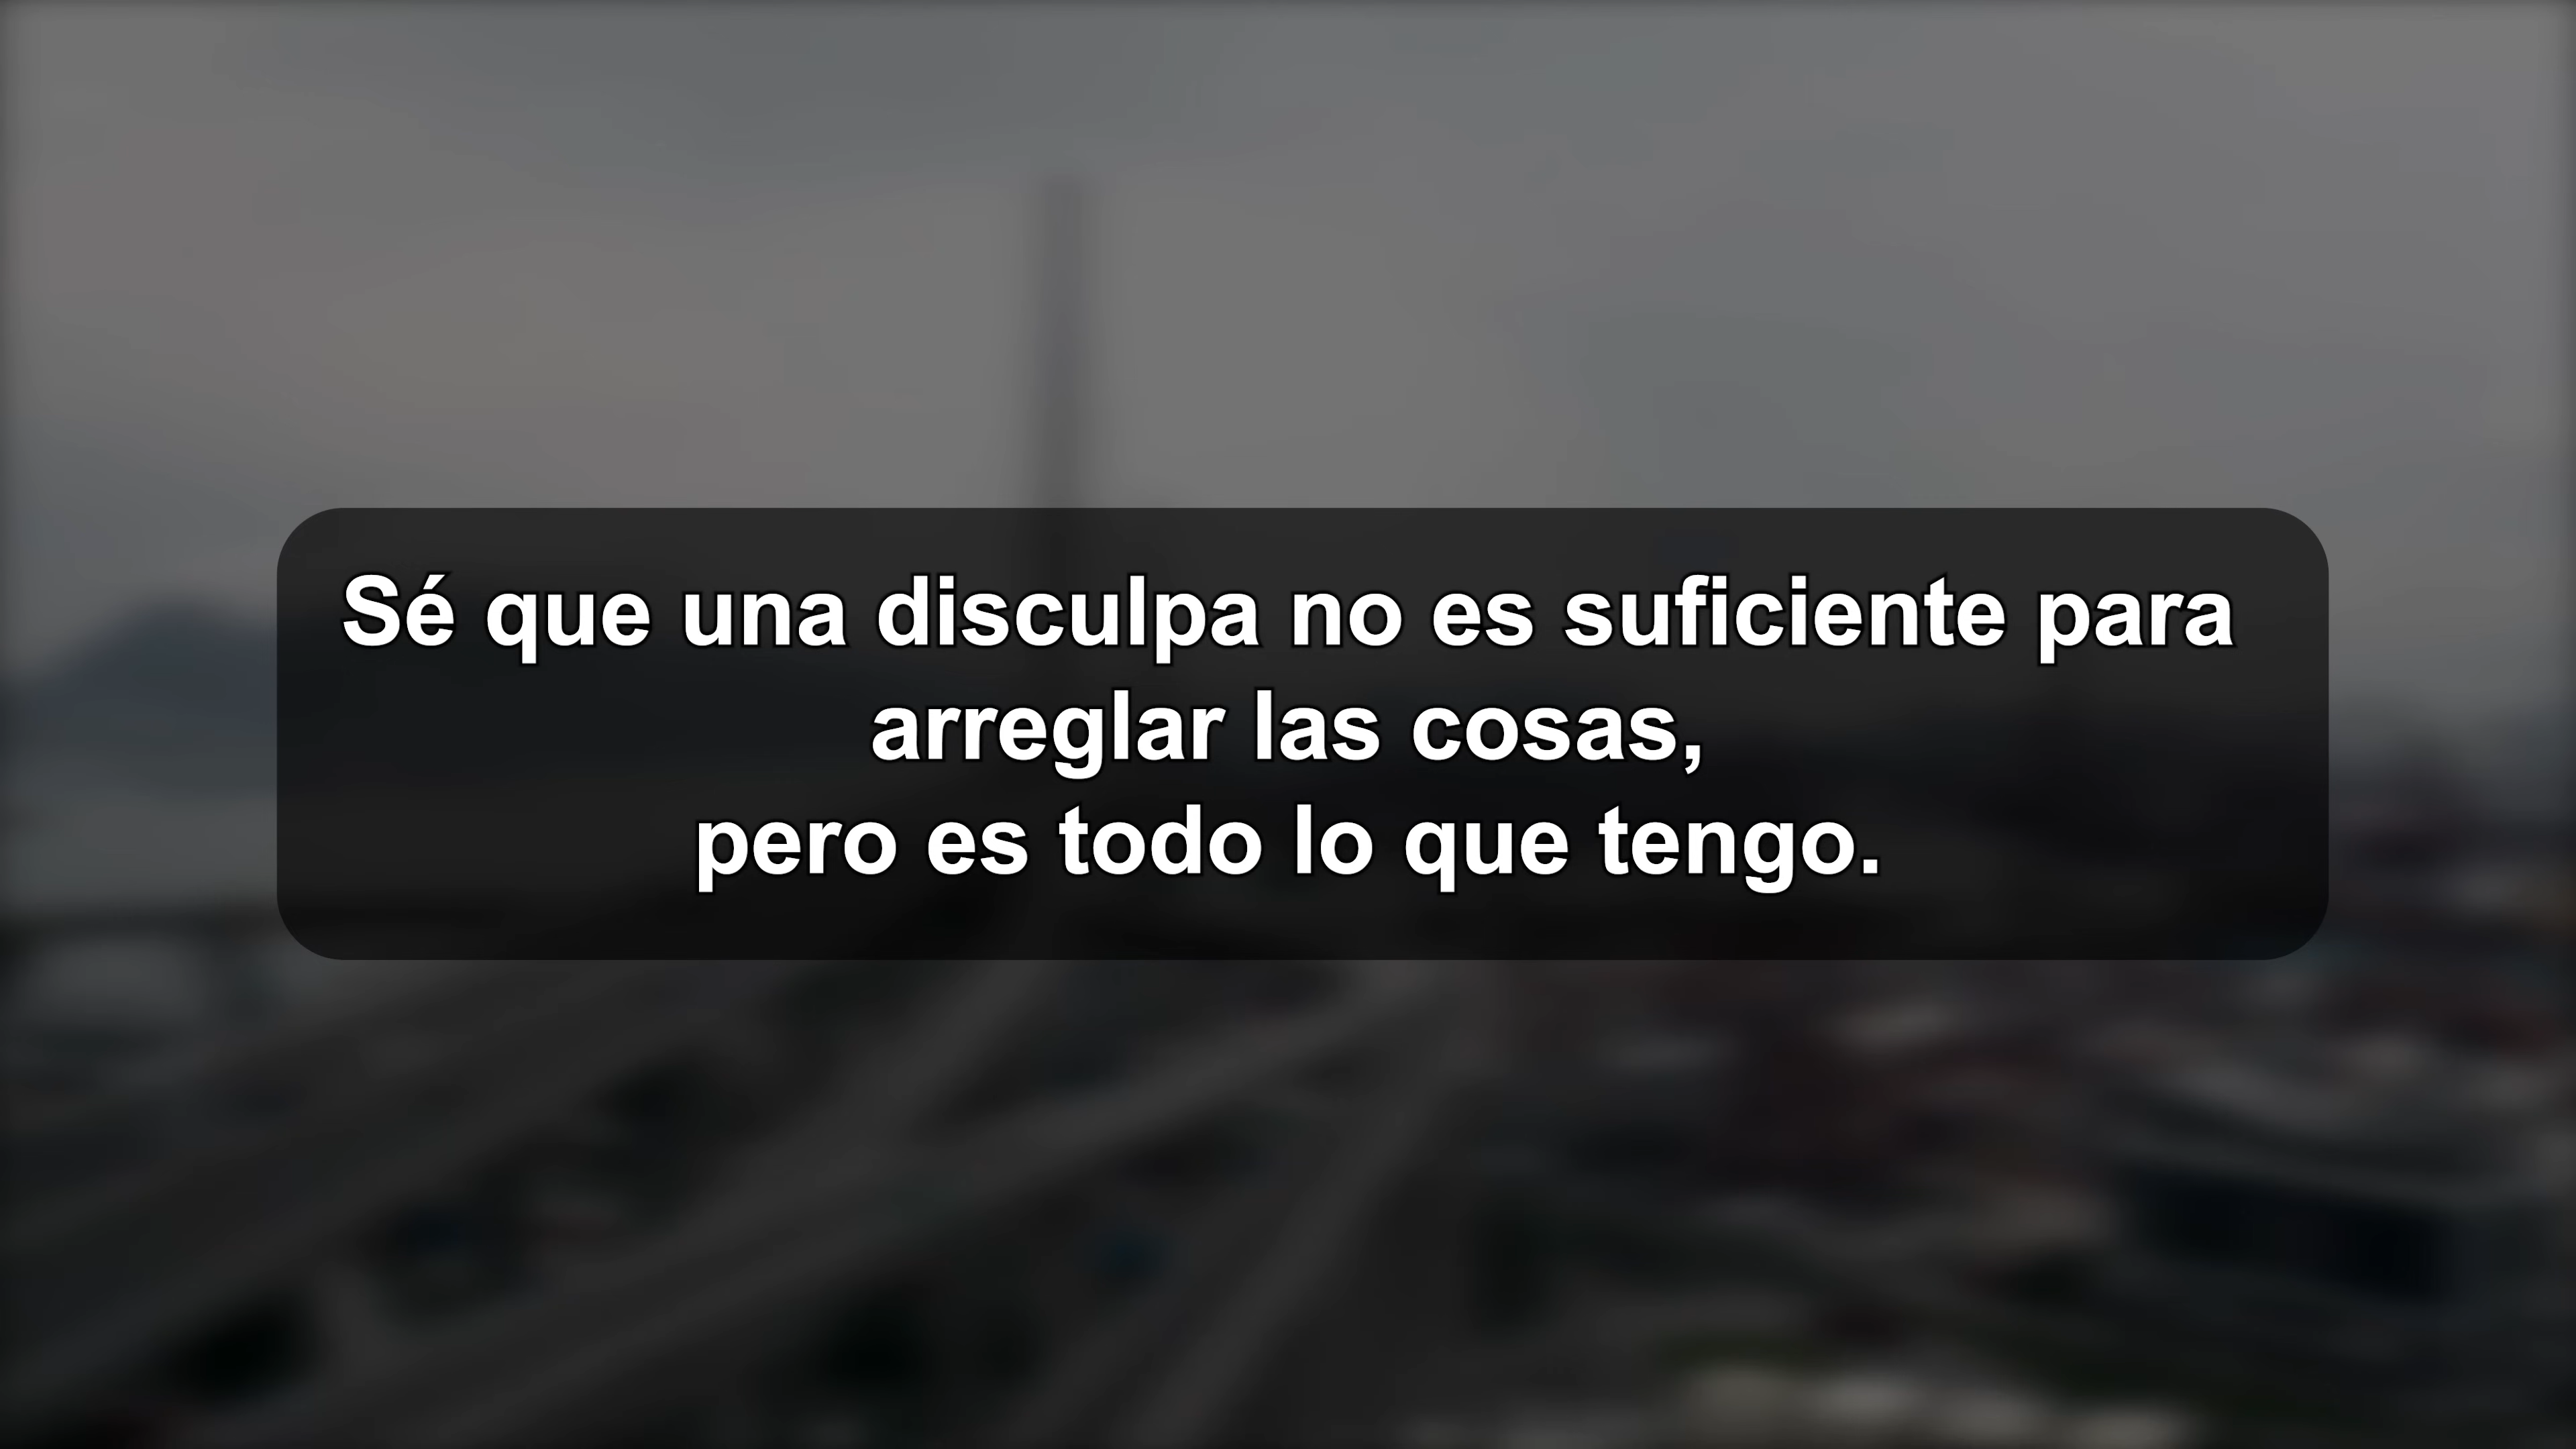 Sé que una disculpa no es suficiente para
arreglar las cosas,
pero es todo lo que tengo.